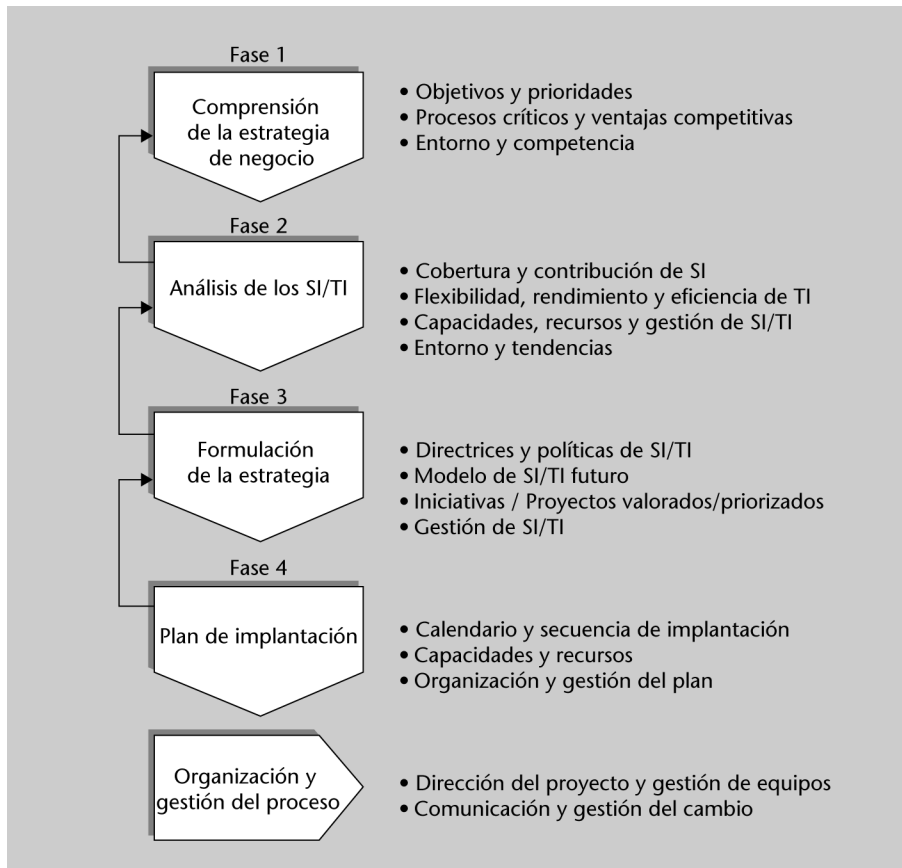 Fase 1
Comprensión
de la estrategia
de negocio
• Objetivos y prioridades
• Procesos críticos y ventajas competitivas
• Entorno y competencia
Fase 2
Análisis de los SI/TI
• Cobertura y contribución de SI
• Flexibilidad, rendimiento y eficiencia de TI
• Capacidades, recursos y gestión de SI/TI
• Entorno y tendencias
Fase 3
Formulación
de la estrategia
• Directrices y políticas de SI/TI
• Modelo de SI/TI futuro
• Iniciativas / Proyectos valorados/priorizados
• Gestión de SI/TI
Fase 4
Plan de implantación
• Calendario y secuencia de implantación
• Capacidades y recursos
• Organización y gestión del plan
Organización y
gestión del proceso
• Dirección del proyecto y gestión de equipos
• Comunicación y gestión del cambio